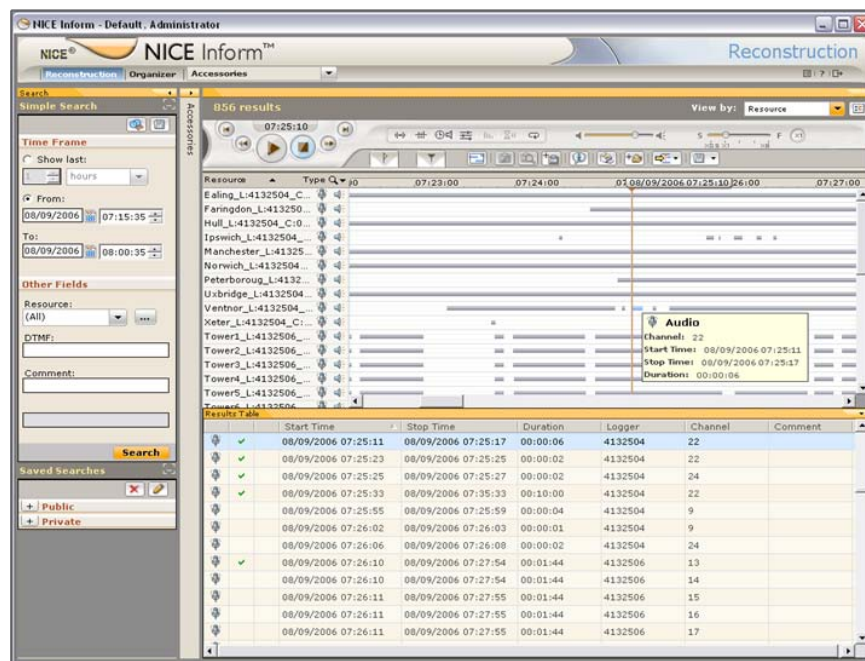 NICE Inform - Default, Administrator
NICE® NICE Inform™ Reconstruction
Reconstruction Organizer Accessories
Search
Simple Search
Time Frame
Show last:
1 hours
From:
08/09/2006 07:15:35
To:
08/09/2006 08:00:35
Other Fields
Resource:
(All) ...
DTMF:
Comment:
Search
Saved Searches
+ Public
+ Private
Accessories
856 results View by: Resource
07:25:10
S F
Resource Type
07:23:00 07:24:00 08/09/2006 07:25:10 26:00 07:27:00
Ealing_L:4132504_C...
Faringdon_L:413250...
Hull_L:4132504_C:0...
Ipswich_L:4132504_...
Manchester_L:41325...
Norwich_L:4132504...
Peterboroug_L:4132...
Uxbridge_L:4132504...
Ventnor_L:4132504_...
Xeter_L:4132504_C:...
Tower1_L:4132506_...
Tower2_L:4132506_...
Tower3_L:4132506_...
Tower4_L:4132506_...
Tower5_L:4132506_...
Tower6_L:4132506
Audio
Channel: 22
Start Time: 08/09/2006 07:25:11
Stop Time: 08/09/2006 07:25:17
Duration: 00:00:06
Results Table
Start Time Stop Time Duration Logger Channel Comment
08/09/2006 07:25:11 08/09/2006 07:25:17 00:00:06 4132504 22
08/09/2006 07:25:23 08/09/2006 07:25:25 00:00:02 4132504 22
08/09/2006 07:25:25 08/09/2006 07:25:27 00:00:02 4132504 24
08/09/2006 07:25:33 08/09/2006 07:35:33 00:10:00 4132504 22
08/09/2006 07:25:55 08/09/2006 07:25:59 00:00:04 4132504 9
08/09/2006 07:26:02 08/09/2006 07:26:03 00:00:01 4132504 9
08/09/2006 07:26:06 08/09/2006 07:26:08 00:00:02 4132504 24
08/09/2006 07:26:10 08/09/2006 07:27:54 00:01:44 4132506 13
08/09/2006 07:26:10 08/09/2006 07:27:54 00:01:44 4132506 14
08/09/2006 07:26:11 08/09/2006 07:27:55 00:01:44 4132506 15
08/09/2006 07:26:11 08/09/2006 07:27:55 00:01:44 4132506 16
08/09/2006 07:26:11 08/09/2006 07:27:55 00:01:44 4132506 17